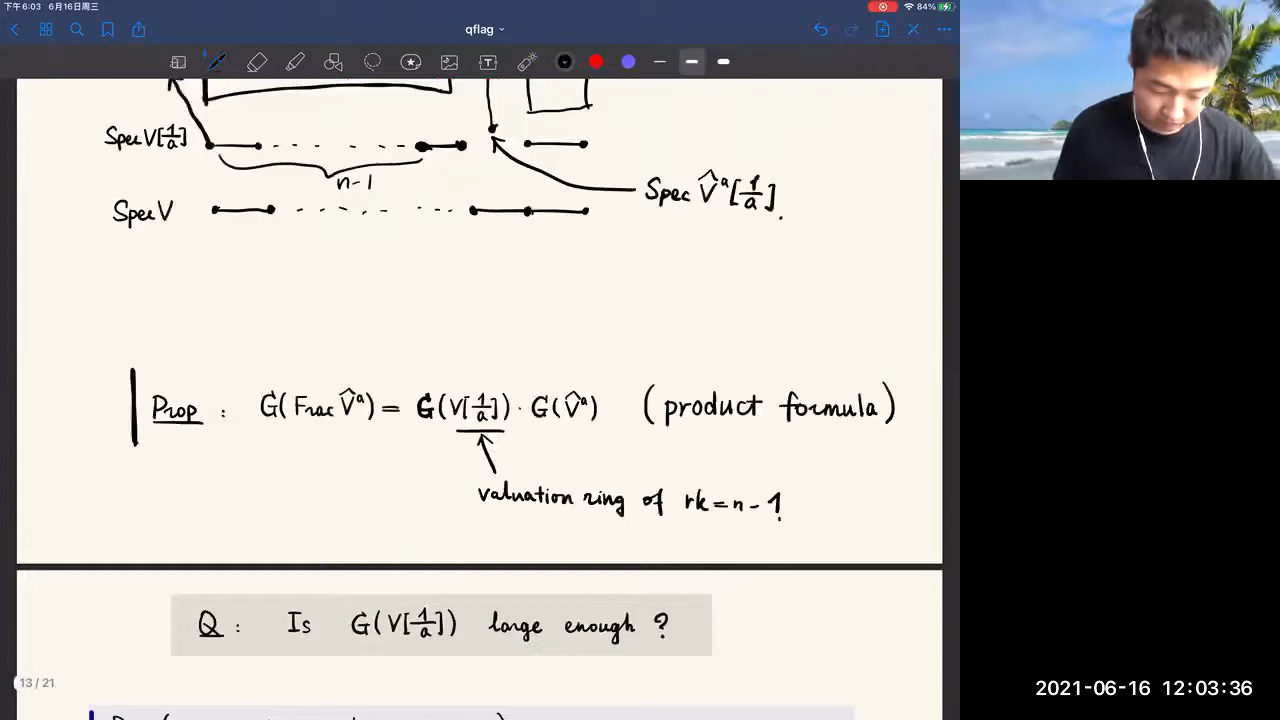 下午6:03 6月16日周三
84%
qflag
Spec V[1/a]
n-1
Spec V̂ᵃ[1/a].
Spec V
Prop : G(Frac V̂ᵃ) = G(V[1/a]) · G(V̂ᵃ) (product formula)
valuation ring of rk = n - 1
Q : Is G(V[1/a]) large enough ?
13 / 21
2021-06-16 12:03:36